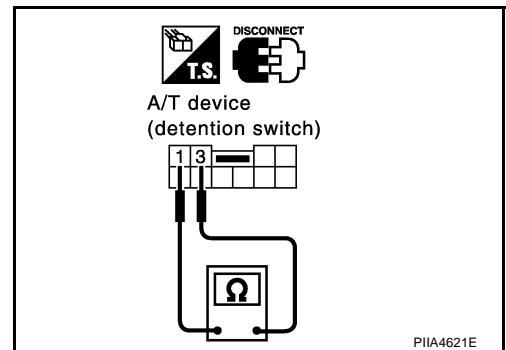 DISCONNECT
T.S.
A/T device
(detention switch)
1 3
Ω
PIIA4621E